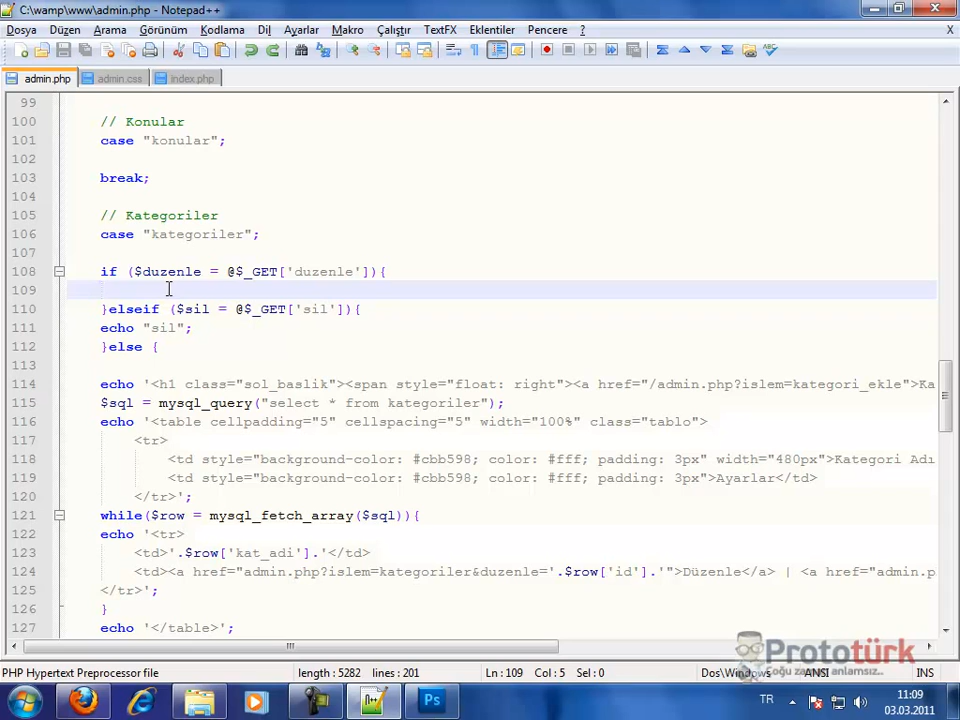 C:\wamp\www\admin.php - Notepad++
Dosya Düzen Arama Görünüm Kodlama Dil Ayarlar Makro Çalıştır TextFX Eklentiler Pencere ? X
admin.php admin.css index.php
99
100 // Konular
101 case "konular";
102
103 break;
104
105 // Kategoriler
106 case "kategoriler";
107
108 if ($duzenle = @$_GET['duzenle']){
109
110 }elseif ($sil = @$_GET['sil']){
111 echo "sil";
112 }else {
113
114 echo '<h1 class="sol_baslik"><span style="float: right"><a href="/admin.php?islem=kategori_ekle">Ka
115 $sql = mysql_query("select * from kategoriler");
116 echo '<table cellpadding="5" cellspacing="5" width="100%" class="tablo">
117 <tr>
118 <td style="background-color: #cbb598; color: #fff; padding: 3px" width="480px">Kategori Adı
119 <td style="background-color: #cbb598; color: #fff; padding: 3px">Ayarlar</td>
120 </tr>';
121 while($row = mysql_fetch_array($sql)){
122 echo '<tr>
123 <td>'.$row['kat_adi'].'</td>
124 <td><a href="admin.php?islem=kategoriler&duzenle='.$row['id'].'">Düzenle</a> | <a href="admin.p
125 </tr>';
126 }
127 echo '</table>';
Prototürk
Çoğu zaman anlamsız..
PHP Hypertext Preprocessor file length : 5282 lines : 201 Ln : 109 Col : 5 Sel : 0 Dos\Windows ANSI INS
Ps TR 11:09
03.03.2011